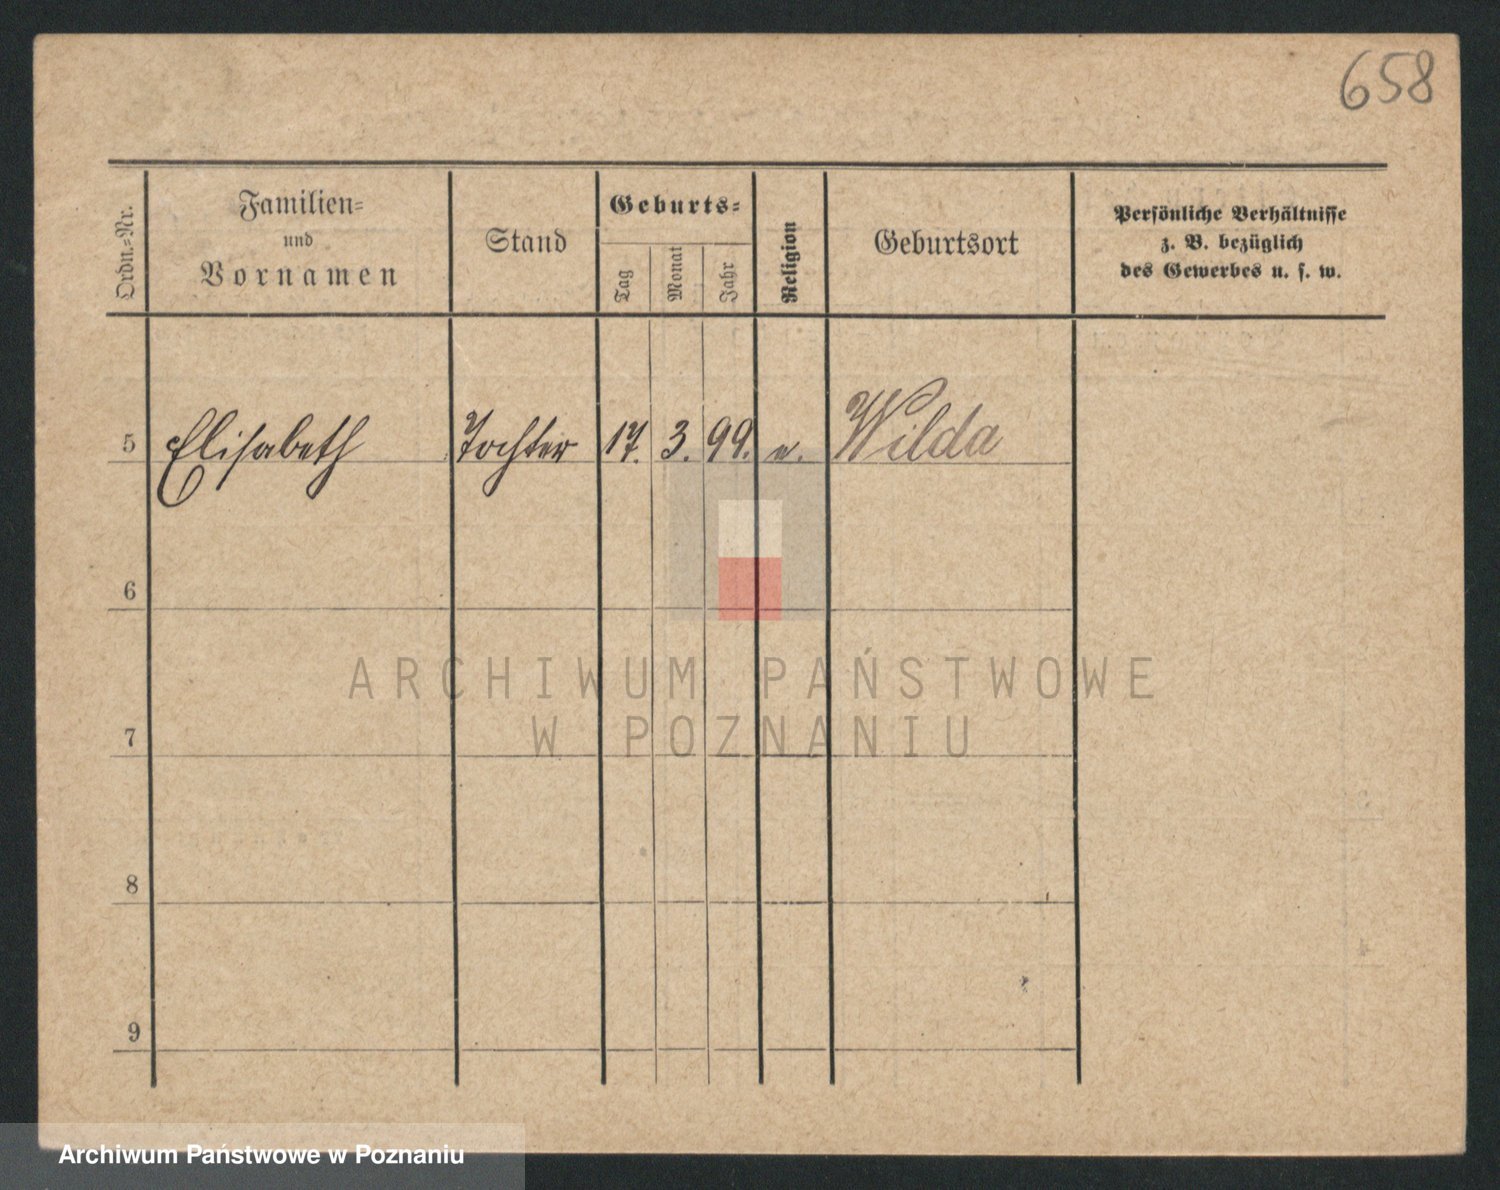 658
Ordn.-Nr.
Familien-
und
Vornamen
Stand
Geburts-
Tag
Monat
Jahr
Religion
Geburtsort
Persönliche Verhältnisse
z. B. bezüglich
des Gewerbes u. s. w.
5 Elisabeth Tochter 17. 3. 99. e. Wilda
6
7
8
9
ARCHIWUM PAŃSTWOWE
W POZNANIU
Archiwum Państwowe w Poznaniu